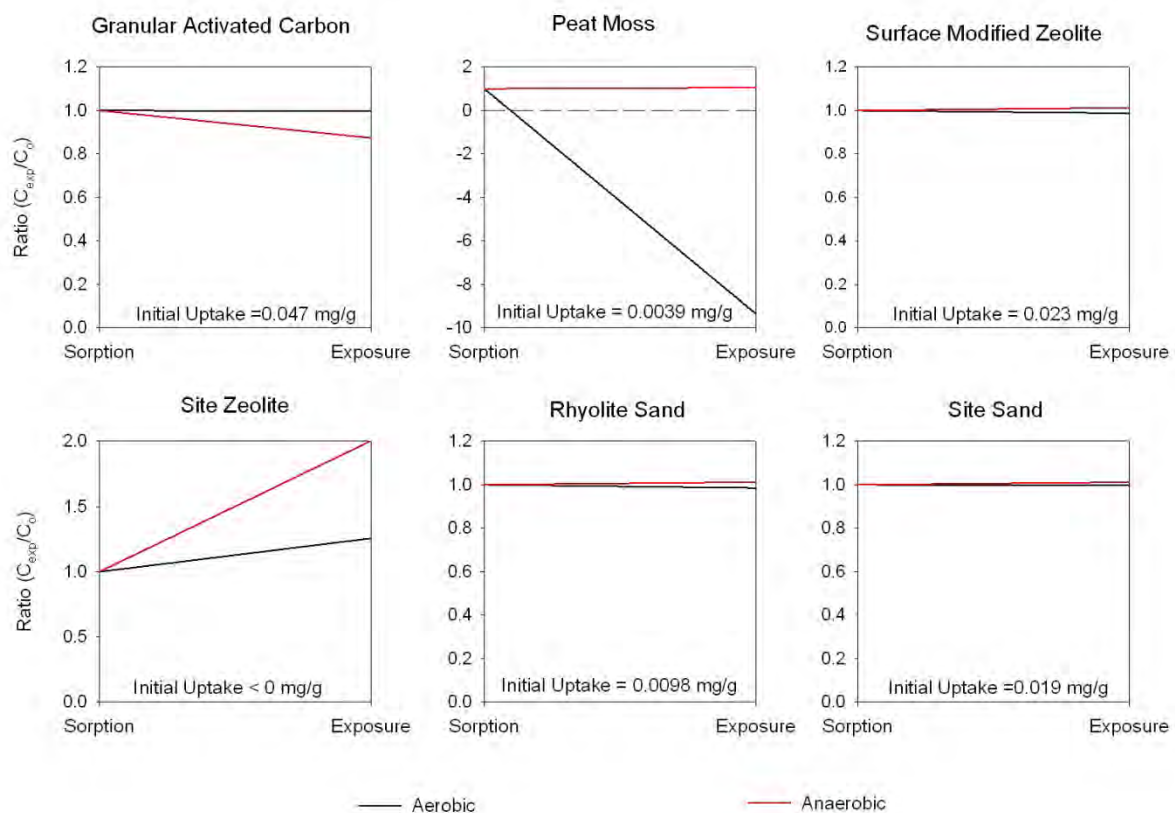 Granular Activated Carbon
Peat Moss
Surface Modified Zeolite
Ratio (C_exp/C_o)
1.2
1.0
0.8
0.6
0.4
0.2
0.0
Initial Uptake =0.047 mg/g
Sorption
Exposure
2
0
-2
-4
-6
-8
-10
Initial Uptake = 0.0039 mg/g
Sorption
Exposure
1.2
1.0
0.8
0.6
0.4
0.2
0.0
Initial Uptake = 0.023 mg/g
Sorption
Exposure
Site Zeolite
Rhyolite Sand
Site Sand
Ratio (C_exp/C_o)
2.0
1.5
1.0
0.5
0.0
Initial Uptake < 0 mg/g
Sorption
Exposure
1.2
1.0
0.8
0.6
0.4
0.2
0.0
Initial Uptake = 0.0098 mg/g
Sorption
Exposure
1.2
1.0
0.8
0.6
0.4
0.2
0.0
Initial Uptake =0.019 mg/g
Sorption
Exposure
Aerobic
Anaerobic